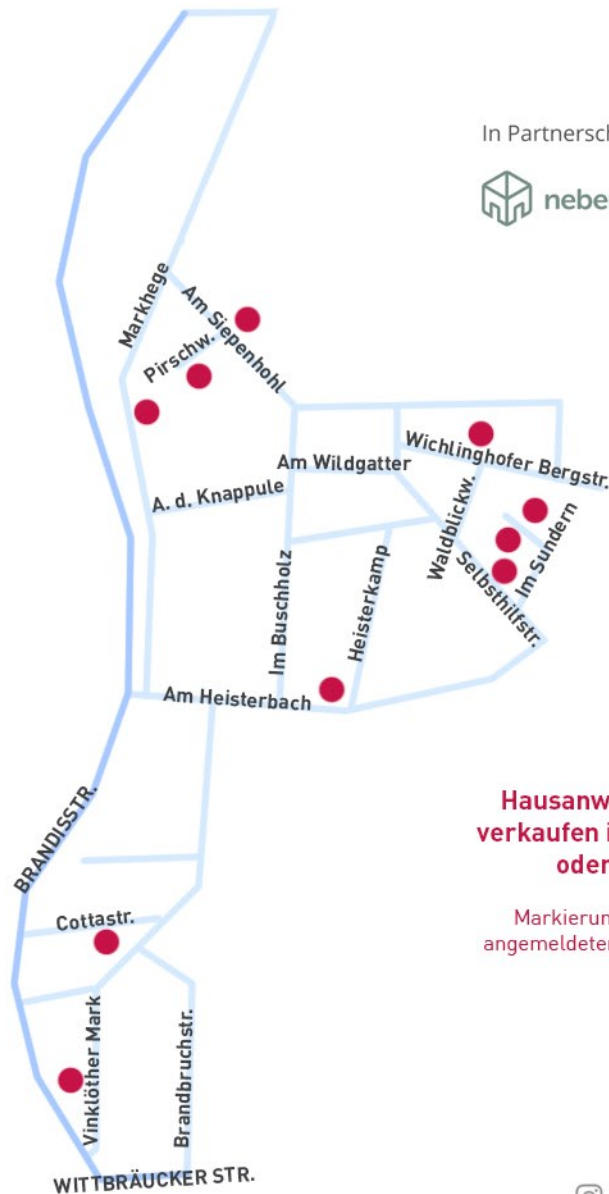 In Partnersch
nebe
Markhege
Am Siepenhohl
Pirschw.
Wichlinghofer Bergstr.
Am Wildgatter
A. d. Knappule
Waldblickw.
Im Sundern
Selbsthilfstr.
Im Buschholz
Heisterkamp
Am Heisterbach
BRANDISSTR.
Hausanw
verkaufen i
oder
Markierun
angemeldeter
Cottastr.
Vinklöther Mark
Brandbruchstr.
WITTBRÄUCKER STR.